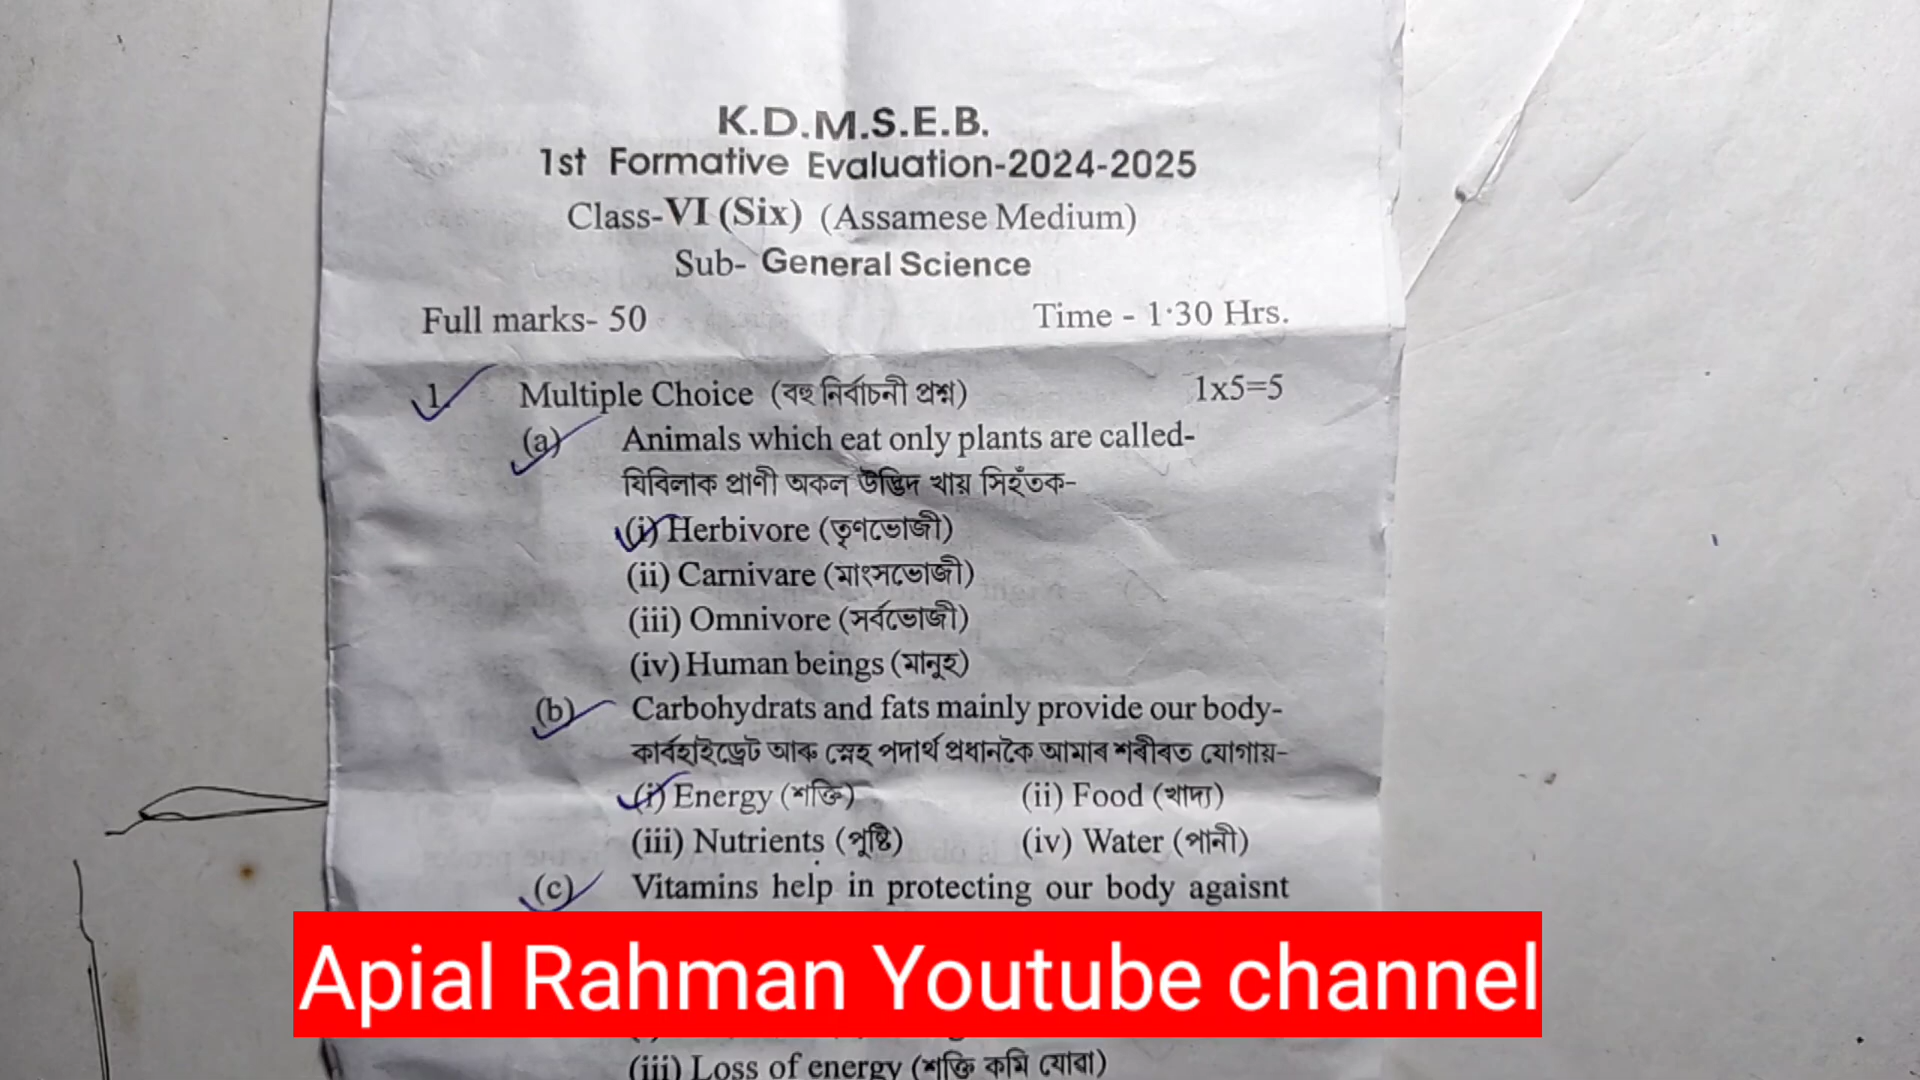 K.D.M.S.E.B.
1st Formative Evaluation-2024-2025
Class-VI (Six) (Assamese Medium)
Sub- General Science
Full marks- 50 Time - 1·30 Hrs.
1. Multiple Choice (বহু নিৰ্বাচনী প্ৰশ্ন) 1x5=5
(a) Animals which eat only plants are called-
যিবিলাক প্ৰাণী অকল উদ্ভিদ খায় সিহঁতক-
(i) Herbivore (তৃণভোজী)
(ii) Carnivare (মাংসভোজী)
(iii) Omnivore (সৰ্বভোজী)
(iv) Human beings (মানুহ)
(b) Carbohydrats and fats mainly provide our body-
কাৰ্বহাইড্ৰেট আৰু স্নেহ পদাৰ্থ প্ৰধানকৈ আমাৰ শৰীৰত যোগায়-
(i) Energy (শক্তি) (ii) Food (খাদ্য)
(iii) Nutrients (পুষ্টি) (iv) Water (পানী)
(c) Vitamins help in protecting our body agaisnt
Apial Rahman Youtube channel
(iii) Loss of energy (শক্তি কমি যোৱা)